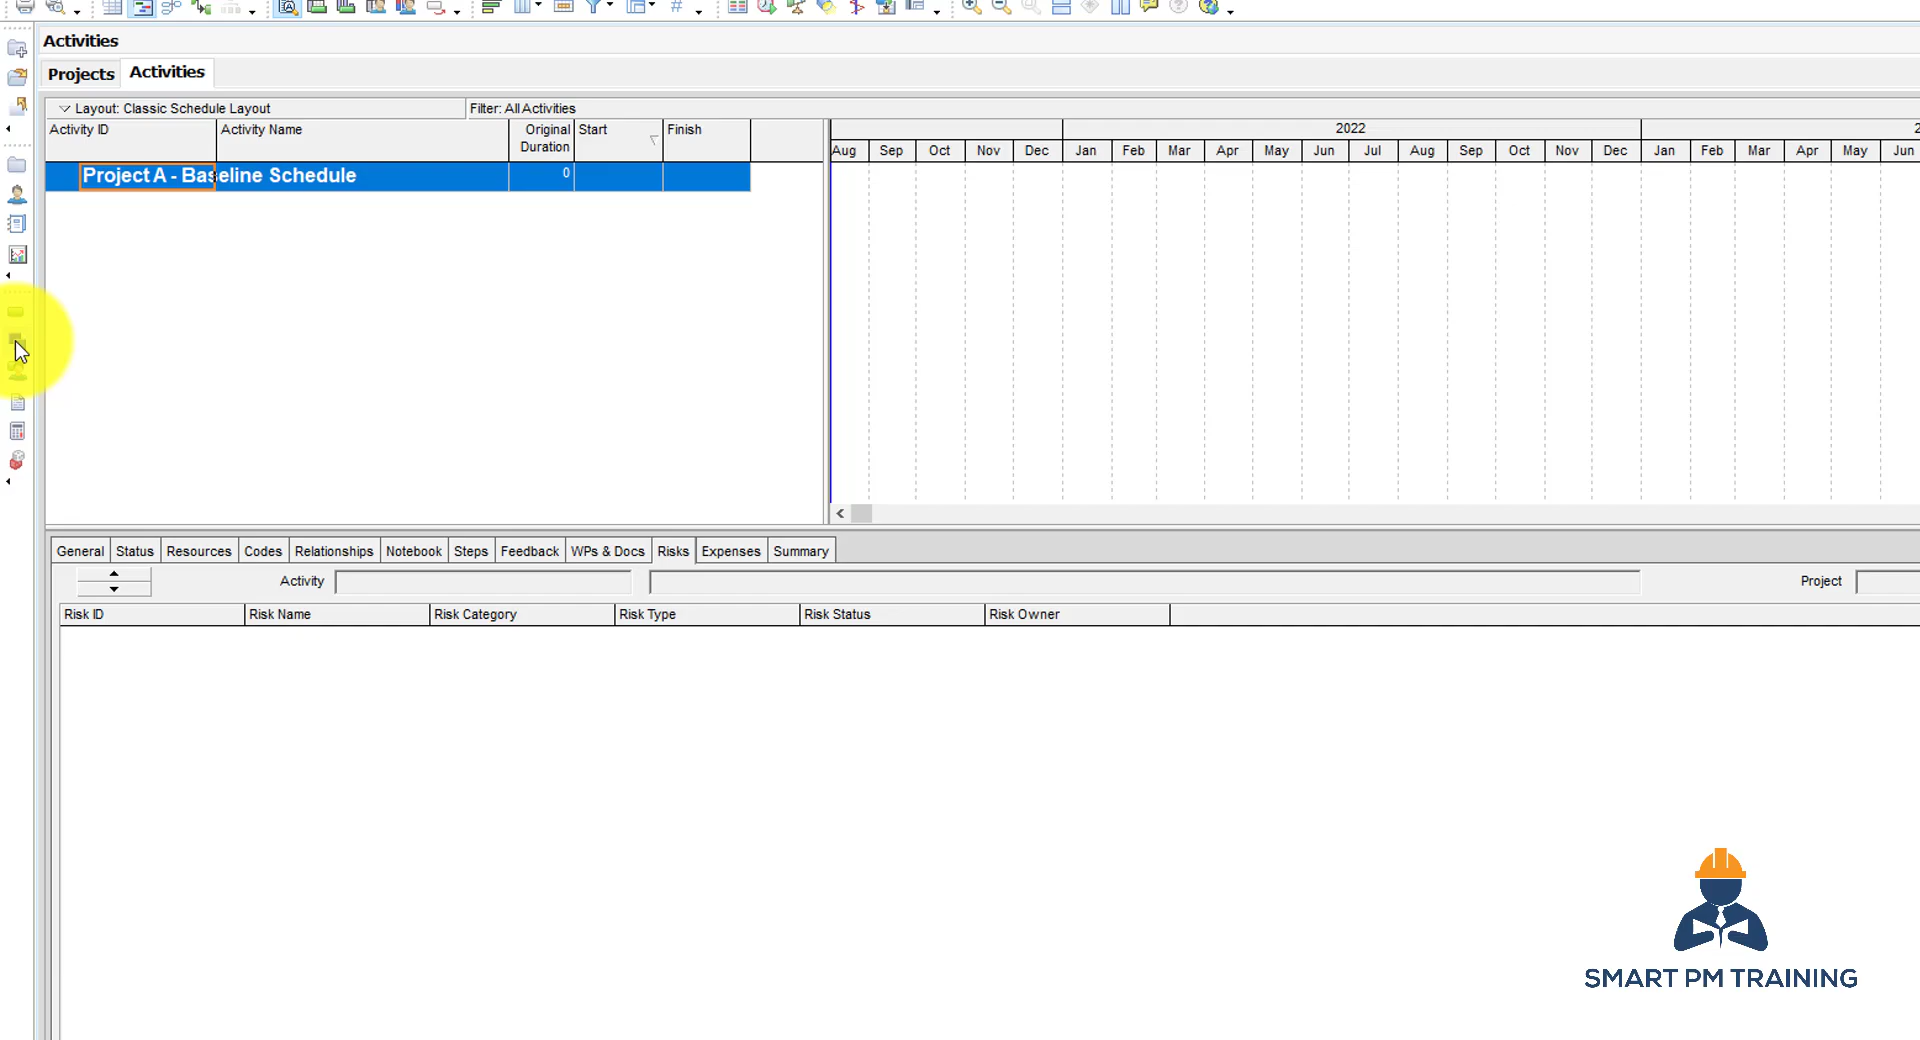 Activities
Projects Activities
Layout: Classic Schedule Layout Filter: All Activities
Activity ID Activity Name Original Duration Start Finish
2022 2
Aug Sep Oct Nov Dec Jan Feb Mar Apr May Jun Jul Aug Sep Oct Nov Dec Jan Feb Mar Apr May Jun
Project A - Baseline Schedule 0
General Status Resources Codes Relationships Notebook Steps Feedback WPs & Docs Risks Expenses Summary
Activity Project
Risk ID Risk Name Risk Category Risk Type Risk Status Risk Owner
SMART PM TRAINING